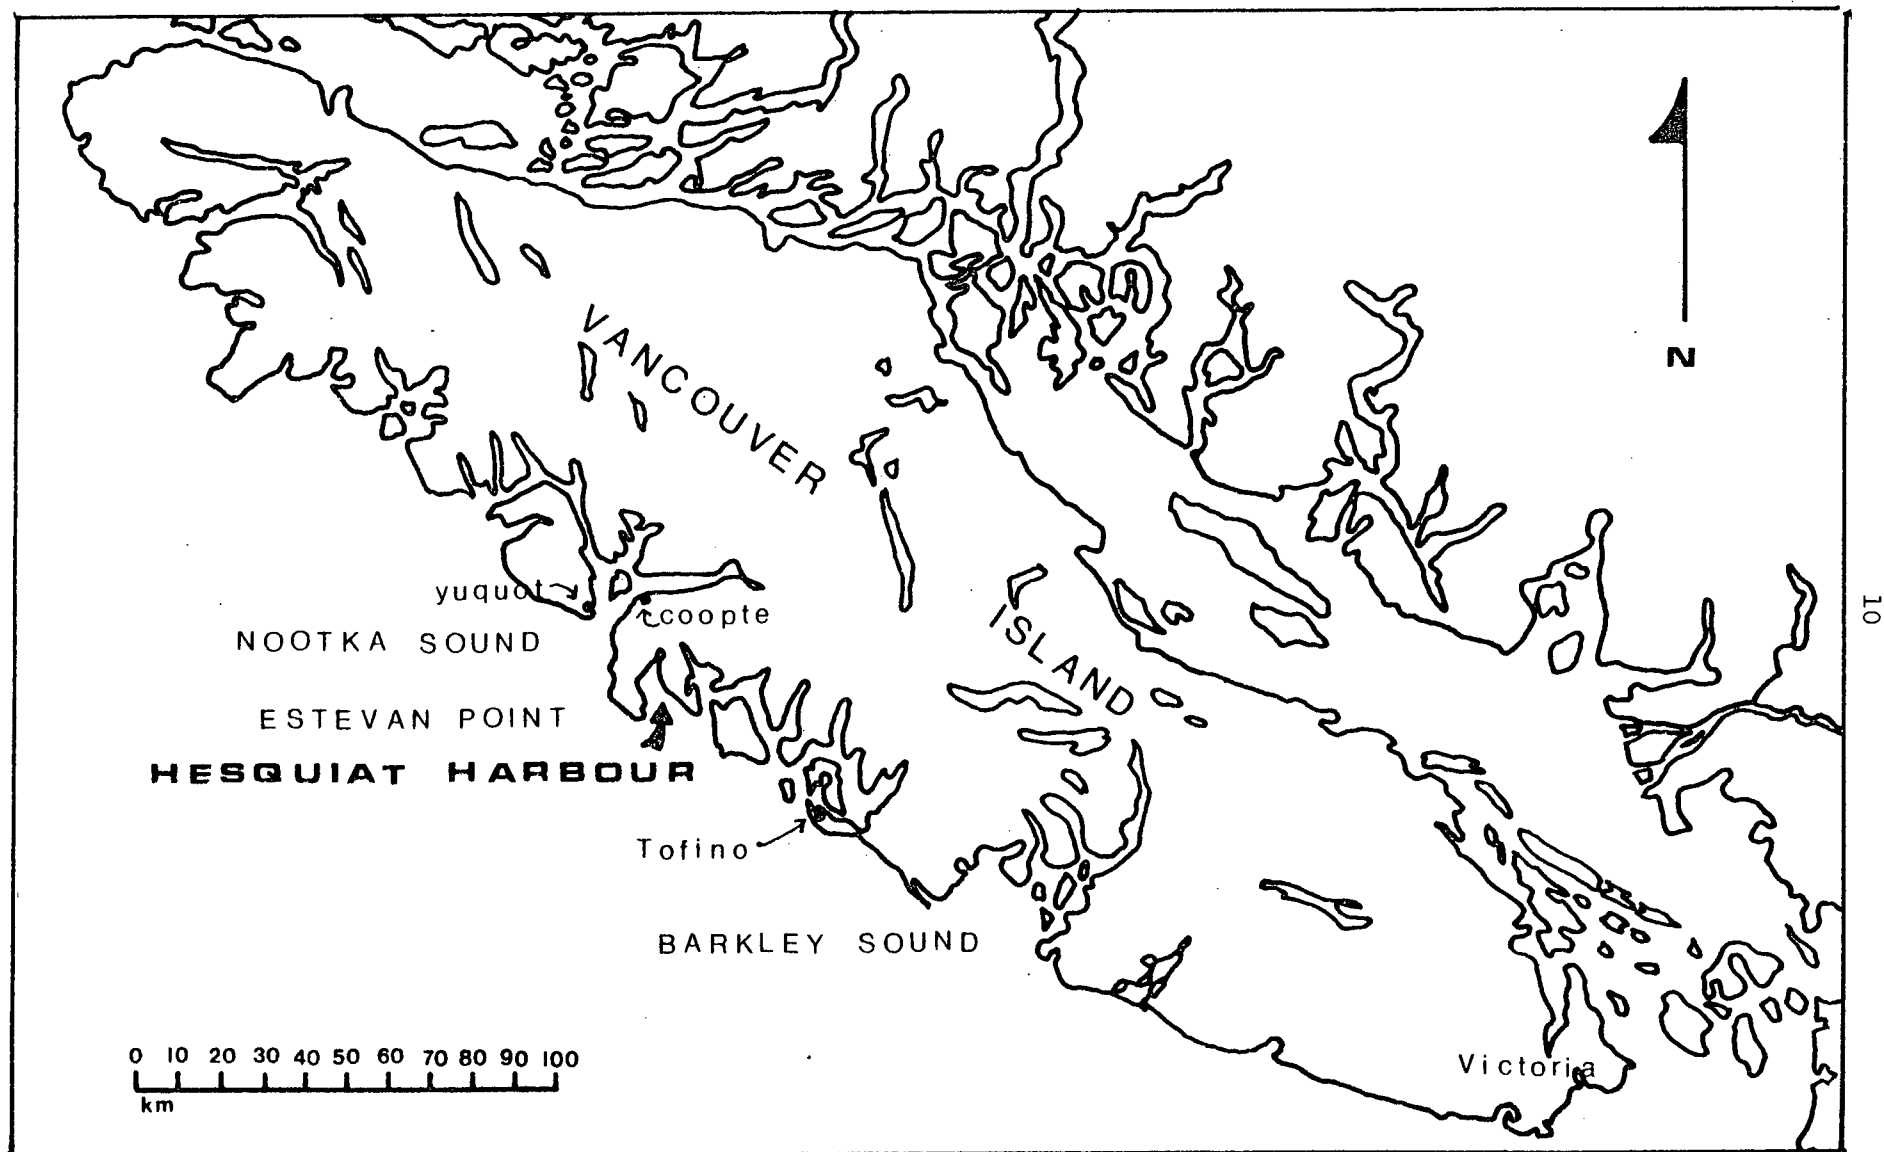 N
VANCOUVER
ISLAND
yuquot
coopte
NOOTKA SOUND
ESTEVAN POINT
HESQUIAT HARBOUR
Tofino
BARKLEY SOUND
Victoria
0 10 20 30 40 50 60 70 80 90 100
km
10